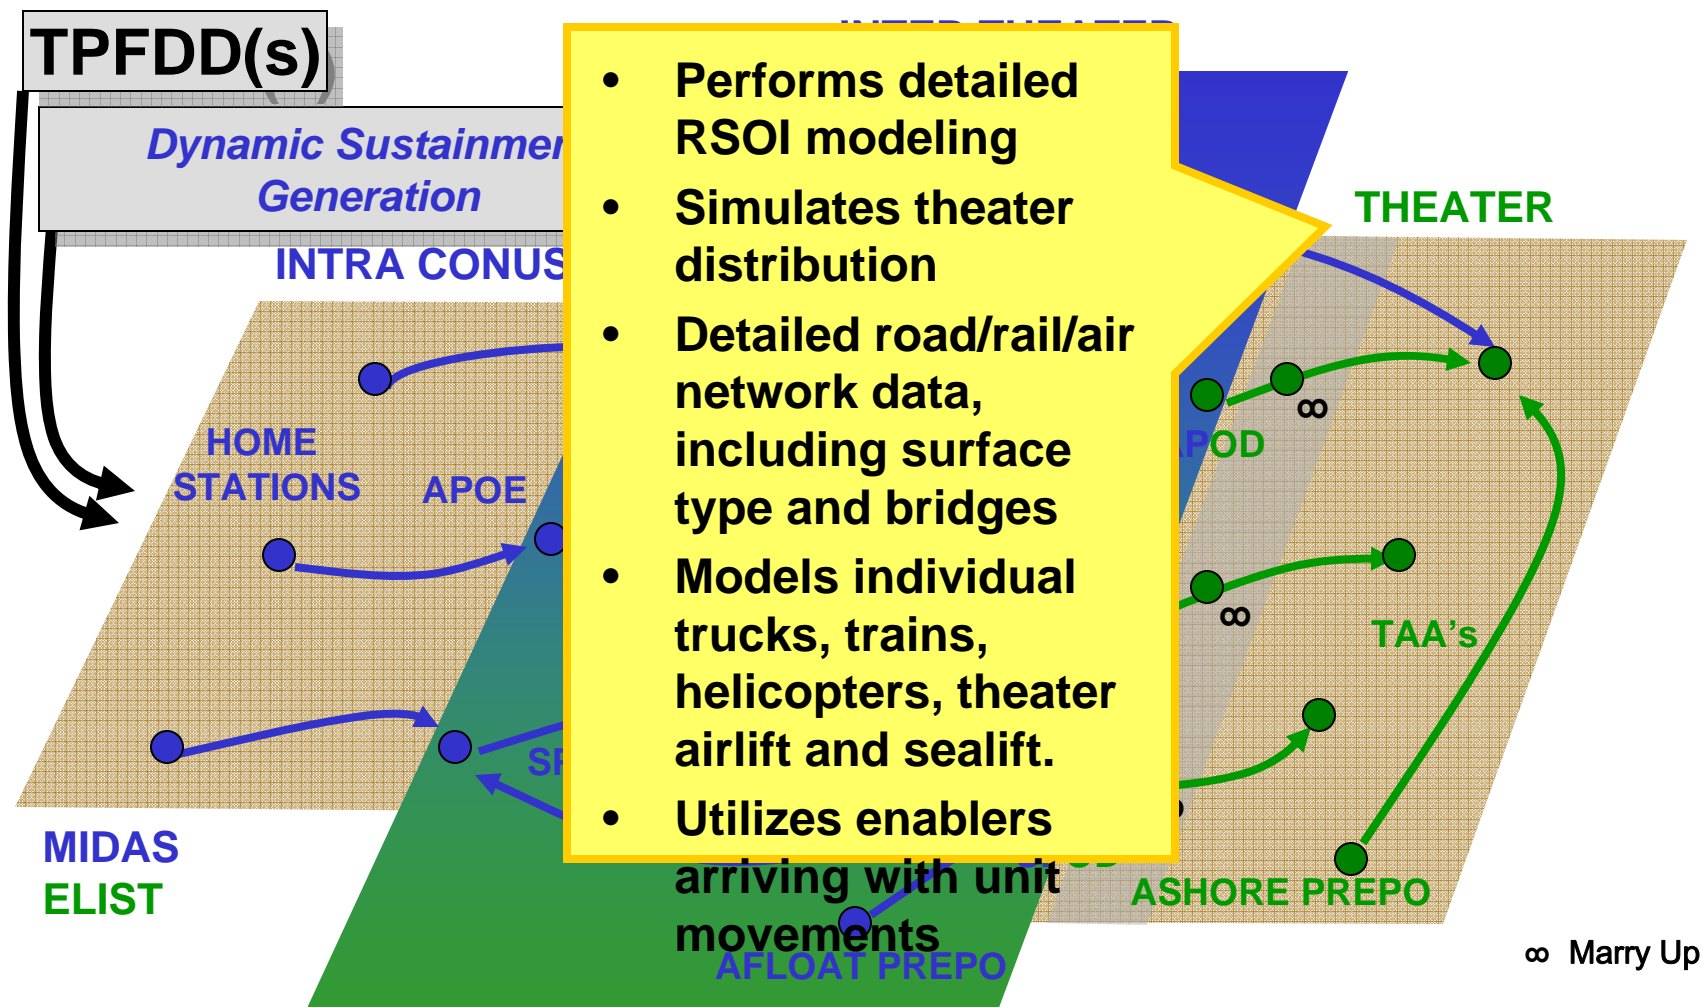 TPFDD(s)
Dynamic Sustainmen
Generation
INTRA CONUS
• Performs detailed
RSOI modeling
• Simulates theater
distribution
• Detailed road/rail/air
network data,
including surface
type and bridges
• Models individual
trucks, trains,
helicopters, theater
airlift and sealift.
• Utilizes enablers
arriving with unit
movements
THEATER
HOME
STATIONS
APOE
APOD
∞
∞
TAA's
MIDAS
ELIST
ASHORE PREPO
AFLOAT PREPO
∞ Marry Up